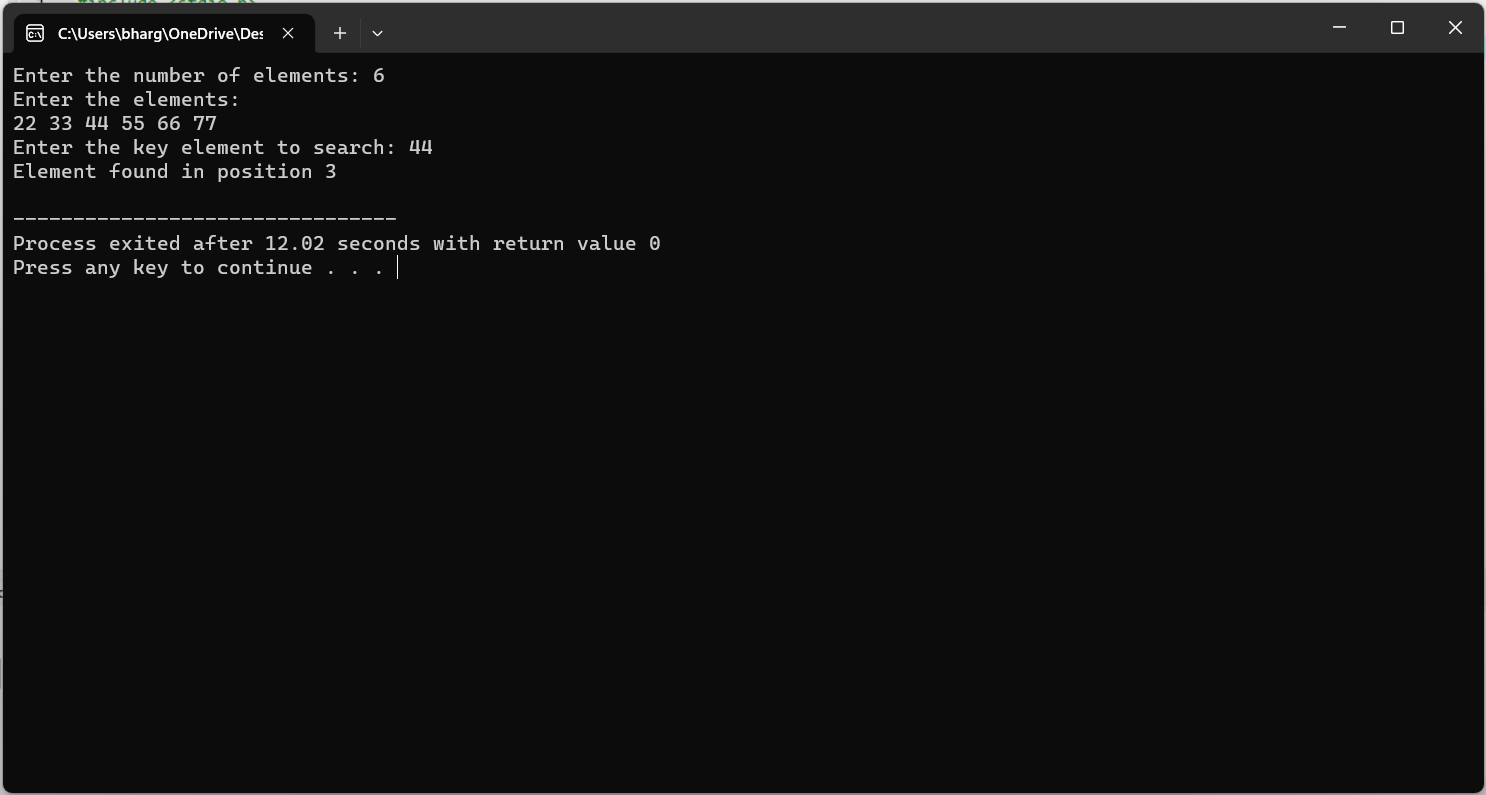 #include <stdio.h>
C:\Users\bharg\OneDrive\Des
Enter the number of elements: 6
Enter the elements:
22 33 44 55 66 77
Enter the key element to search: 44
Element found in position 3
--------------------------------
Process exited after 12.02 seconds with return value 0
Press any key to continue . . .